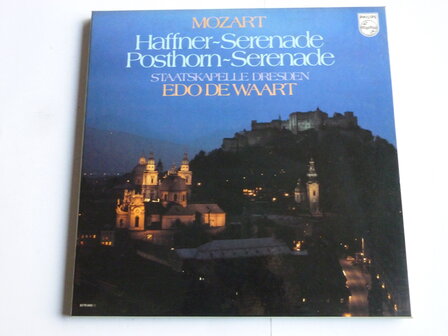 MOZART
PHILIPS
Haffner-Serenade
Posthorn-Serenade
STAATSKAPELLE DRESDEN
EDO DE WAART